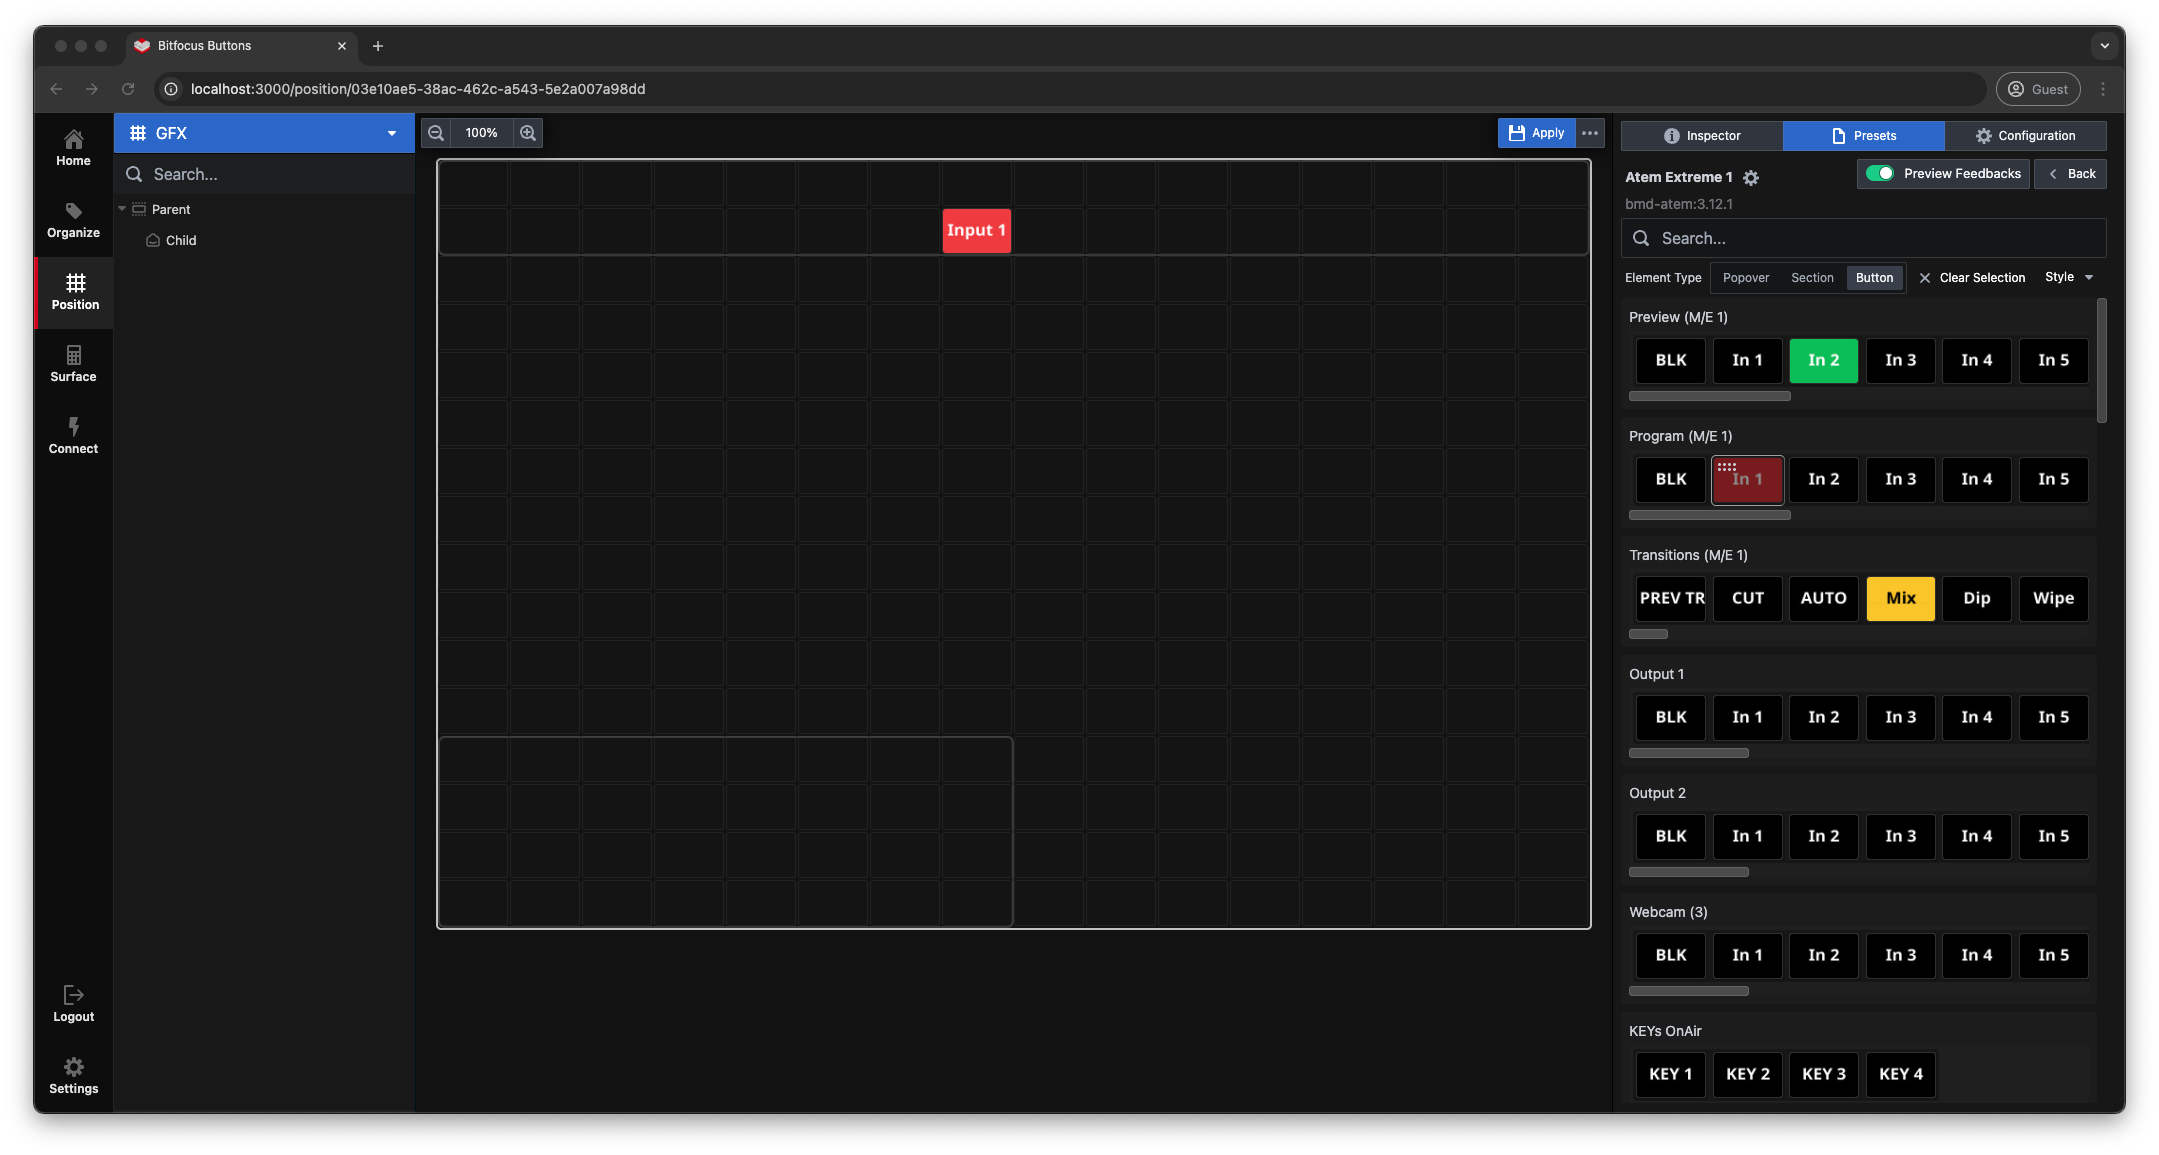 Bitfocus Buttons
localhost:3000/position/03e10ae5-38ac-462c-a543-5e2a007a98dd
Guest
Home
Organize
Position
Surface
Connect
Logout
Settings
GFX
Search...
Parent
Child
100%
Apply
Input 1
Inspector
Presets
Configuration
Atem Extreme 1
Preview Feedbacks
Back
bmd-atem:3.12.1
Search...
Element Type
Popover
Section
Button
Clear Selection
Style
Preview (M/E 1)
BLK
In 1
In 2
In 3
In 4
In 5
Program (M/E 1)
BLK
In 1
In 2
In 3
In 4
In 5
Transitions (M/E 1)
PREV TR
CUT
AUTO
Mix
Dip
Wipe
Output 1
BLK
In 1
In 2
In 3
In 4
In 5
Output 2
BLK
In 1
In 2
In 3
In 4
In 5
Webcam (3)
BLK
In 1
In 2
In 3
In 4
In 5
KEYs OnAir
KEY 1
KEY 2
KEY 3
KEY 4